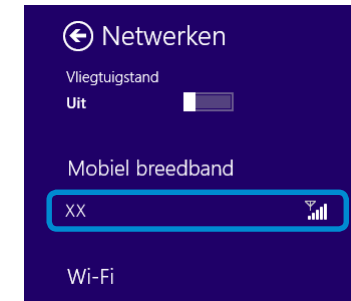 Netwerken
Vliegtuigstand
Uit
Mobiel breedband
XX
Wi-Fi